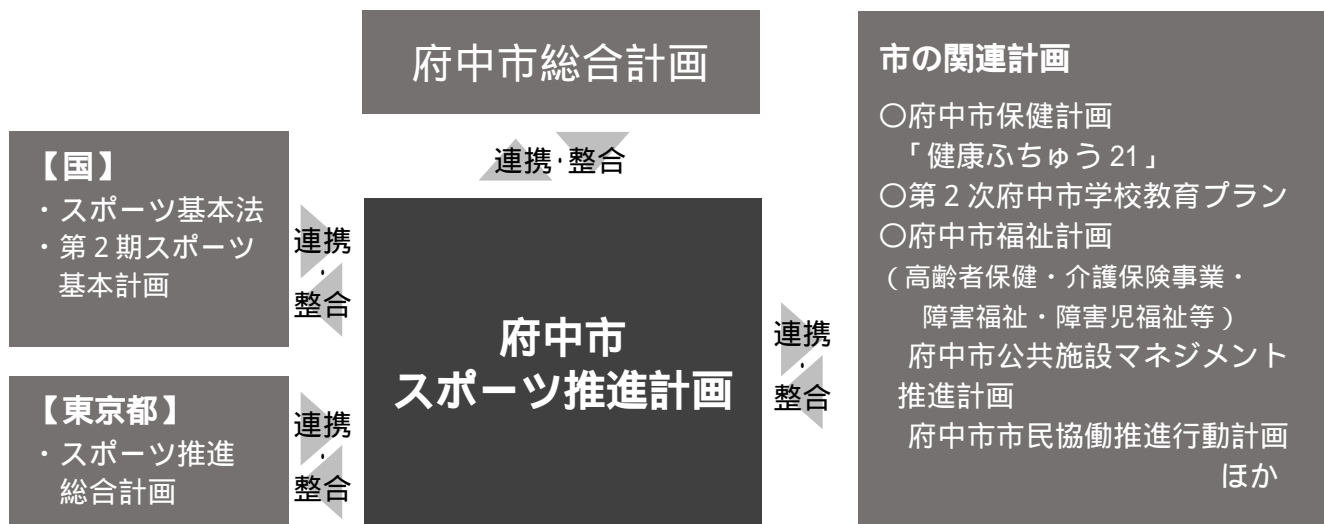 府中市総合計画
連携・整合
【国】
・スポーツ基本法
・第2期スポーツ
基本計画
連携
・
整合
【東京都】
・スポーツ推進
総合計画
連携
・
整合
府中市
スポーツ推進計画
連携
・
整合
市の関連計画
○府中市保健計画
「健康ふちゅう21」
○第2次府中市学校教育プラン
○府中市福祉計画
(高齢者保健・介護保険事業・
障害福祉・障害児福祉等)
府中市公共施設マネジメント
推進計画
府中市市民協働推進行動計画
ほか